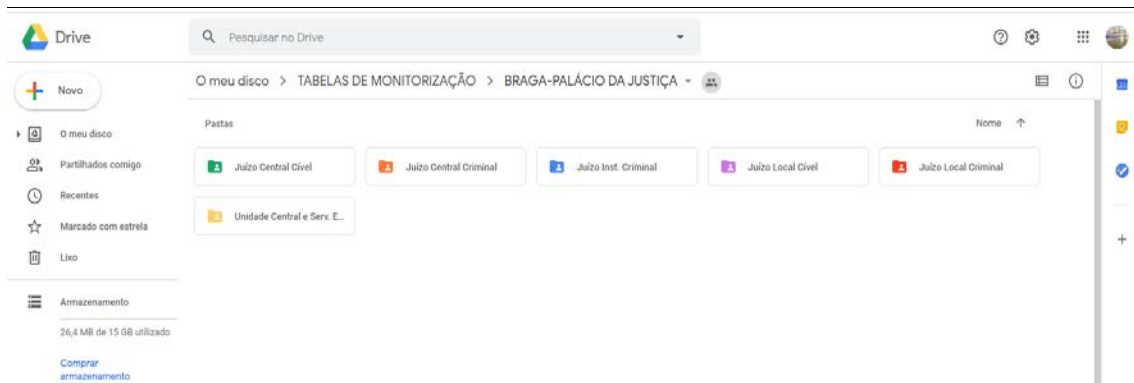 Drive
Pesquisar no Drive
Novo
O meu disco
Partilhados comigo
Recentes
Marcado com estrela
Lixo
Armazenamento
26,4 MB de 15 GB utilizado
Comprar
armazenamento
O meu disco > TABELAS DE MONITORIZAÇÃO > BRAGA-PALÁCIO DA JUSTIÇA
Pastas
Nome
Juízo Central Cível
Juízo Central Criminal
Juízo Inst. Criminal
Juízo Local Cível
Juízo Local Criminal
Unidade Central e Serv. E...
31